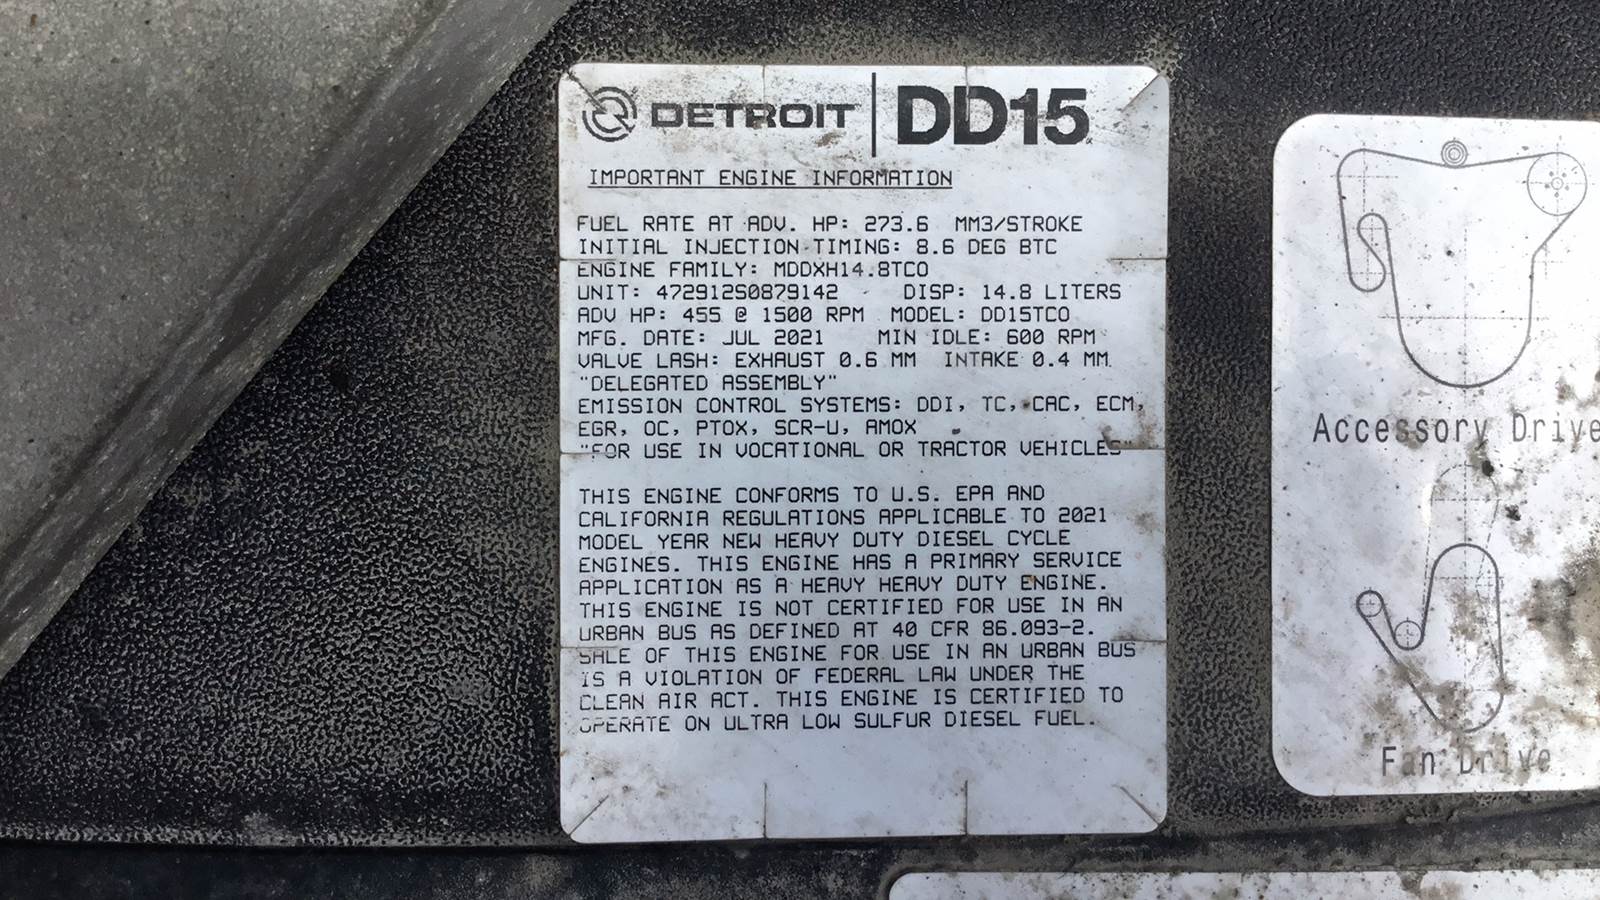 DETROIT DD15
IMPORTANT ENGINE INFORMATION
FUEL RATE AT ADV. HP: 273.6 MM3/STROKE
INITIAL INJECTION TIMING: 8.6 DEG BTC
ENGINE FAMILY: MDDXH14.8TCO
UNIT: 472912S0879142 DISP: 14.8 LITERS
ADV HP: 455 @ 1500 RPM MODEL: DD15TCO
MFG. DATE: JUL 2021 MIN IDLE: 600 RPM
VALVE LASH: EXHAUST 0.6 MM INTAKE 0.4 MM
"DELEGATED ASSEMBLY"
EMISSION CONTROL SYSTEMS: DDI, TC, CAC, ECM,
EGR, OC, PTOX, SCR-U, AMOX
"FOR USE IN VOCATIONAL OR TRACTOR VEHICLES"
THIS ENGINE CONFORMS TO U.S. EPA AND
CALIFORNIA REGULATIONS APPLICABLE TO 2021
MODEL YEAR NEW HEAVY DUTY DIESEL CYCLE
ENGINES. THIS ENGINE HAS A PRIMARY SERVICE
APPLICATION AS A HEAVY HEAVY DUTY ENGINE.
THIS ENGINE IS NOT CERTIFIED FOR USE IN AN
URBAN BUS AS DEFINED AT 40 CFR 86.093-2.
SALE OF THIS ENGINE FOR USE IN AN URBAN BUS
IS A VIOLATION OF FEDERAL LAW UNDER THE
CLEAN AIR ACT. THIS ENGINE IS CERTIFIED TO
OPERATE ON ULTRA LOW SULFUR DIESEL FUEL.
Accessory Drive
Fan Drive